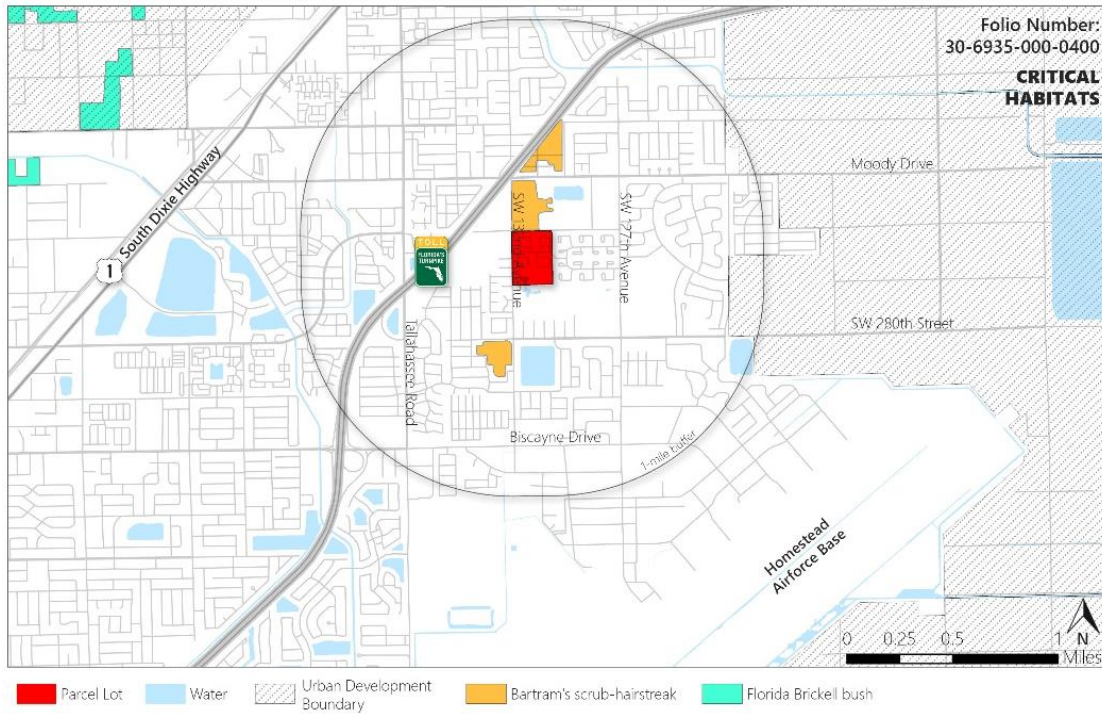 Folio Number:
30-6935-000-0400
CRITICAL
HABITATS
Moody Drive
South Dixie Highway
1
TOLL
FLORIDA'S
TURNPIKE
Avenue
SW 127th Avenue
SW 280th Street
Tallahassee Road
Biscayne Drive
1-mile buffer
Homestead
Airforce Base
N
0 0.25 0.5 1
Miles
Parcel Lot
Water
Urban Development
Boundary
Bartram's scrub-hairstreak
Florida Brickell bush